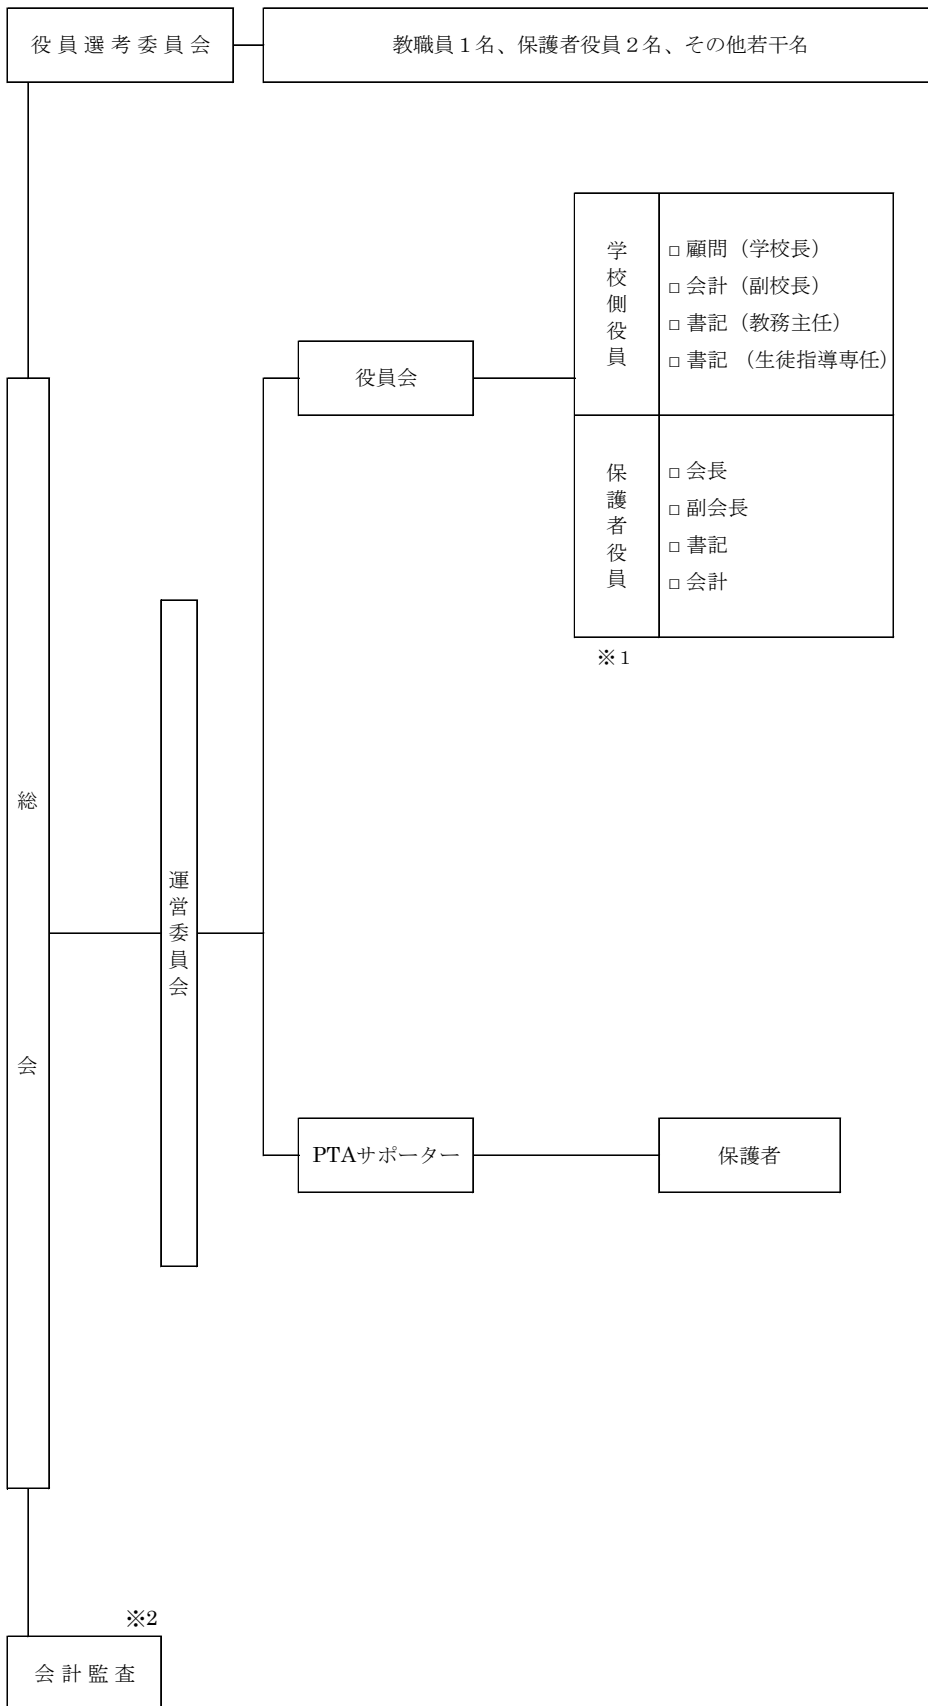 役員選考委員会
教職員1名、保護者役員2名、その他若干名
学校側役員
□ 顧問（学校長）
□ 会計（副校長）
□ 書記（教務主任）
□ 書記 （生徒指導専任）
役員会
保護者役員
□ 会長
□ 副会長
□ 書記
□ 会計
※1
総会
運営委員会
PTAサポーター
保護者
※2
会計監査